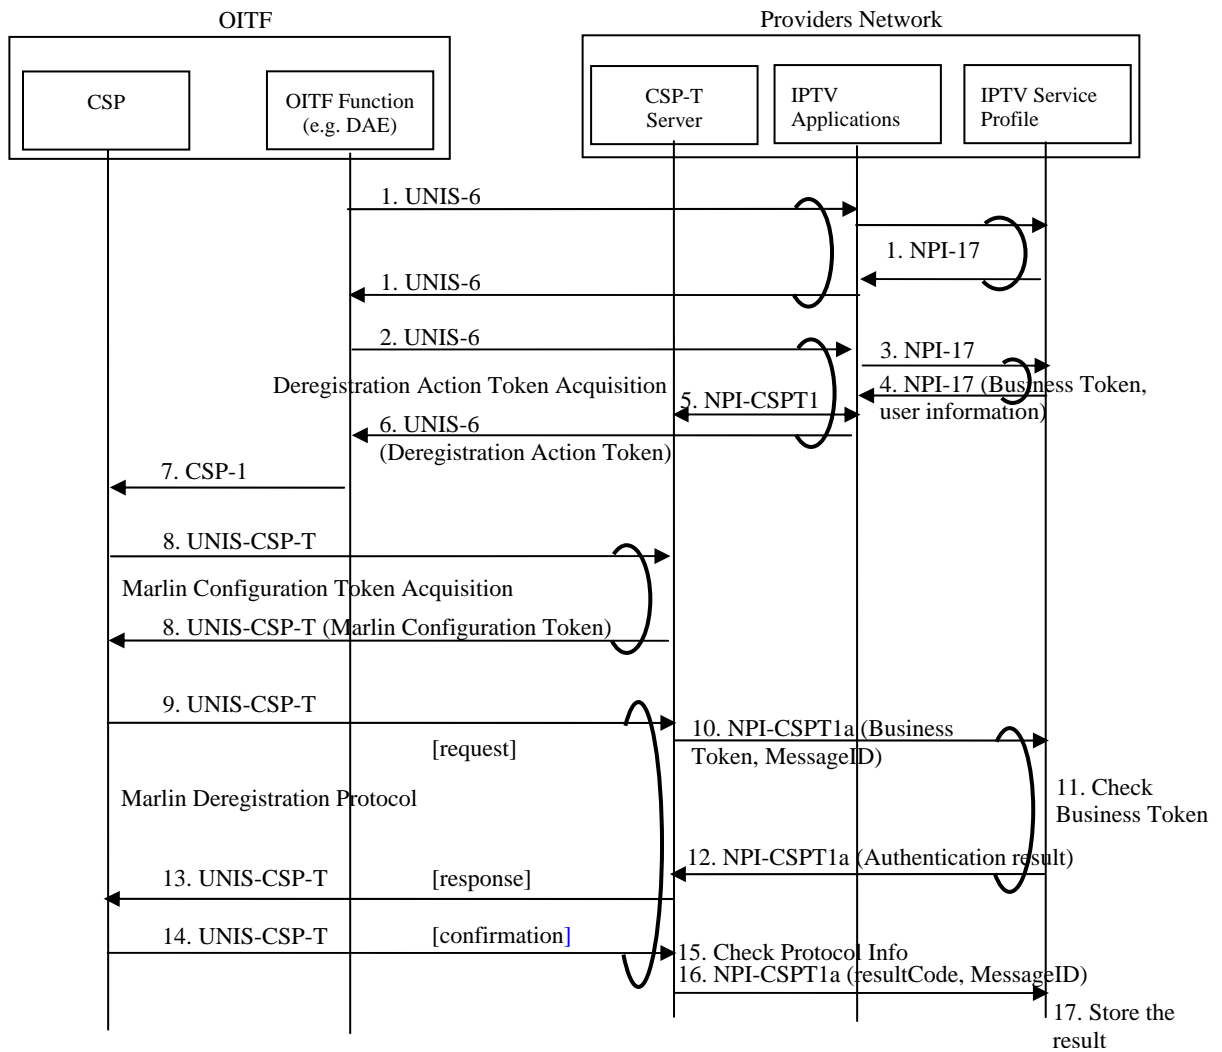 OITF
Providers Network
CSP
OITF Function
(e.g. DAE)
CSP-T
Server
IPTV
Applications
IPTV Service
Profile
1. UNIS-6
1. NPI-17
1. UNIS-6
2. UNIS-6
3. NPI-17
Deregistration Action Token Acquisition
4. NPI-17 (Business Token,
user information)
5. NPI-CSPT1
6. UNIS-6
(Deregistration Action Token)
7. CSP-1
8. UNIS-CSP-T
Marlin Configuration Token Acquisition
8. UNIS-CSP-T (Marlin Configuration Token)
9. UNIS-CSP-T
[request]
10. NPI-CSPT1a (Business
Token, MessageID)
Marlin Deregistration Protocol
11. Check
Business Token
12. NPI-CSPT1a (Authentication result)
13. UNIS-CSP-T
[response]
14. UNIS-CSP-T
[confirmation]
15. Check Protocol Info
16. NPI-CSPT1a (resultCode, MessageID)
17. Store the
result